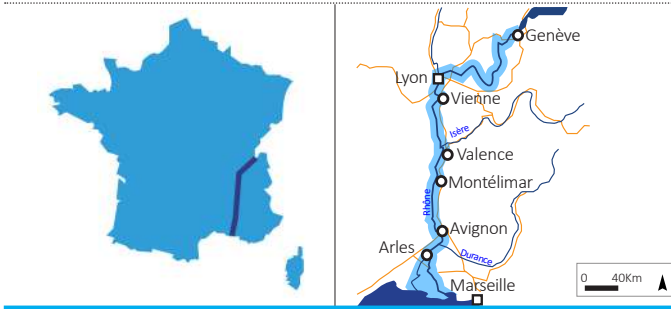 Genève
Lyon
Vienne
Isère
Valence
Montélimar
Rhône
Avignon
Arles
Durance
Marseille
0 40Km